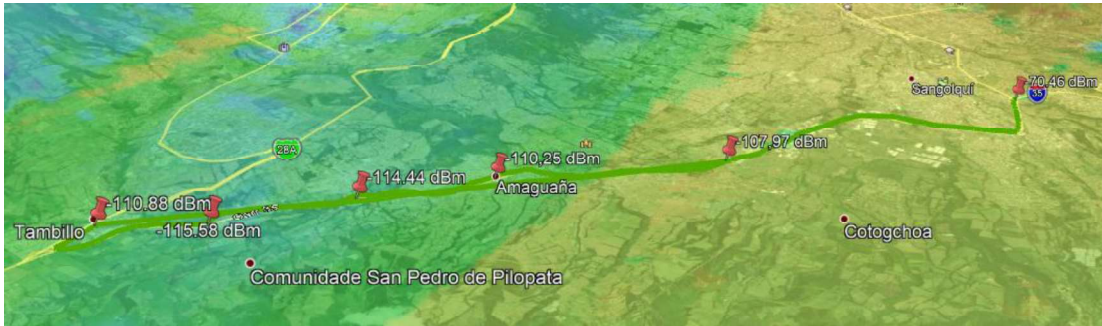 -70.46 dBm
35
Sangolqui
-107,97 dBm
28A
-110,25 dBm
Amaguaña
-114.44 dBm
-110.88 dBm
Tambillo
-115.58 dBm
Cotogchoa
Comunidade San Pedro de Pilopata